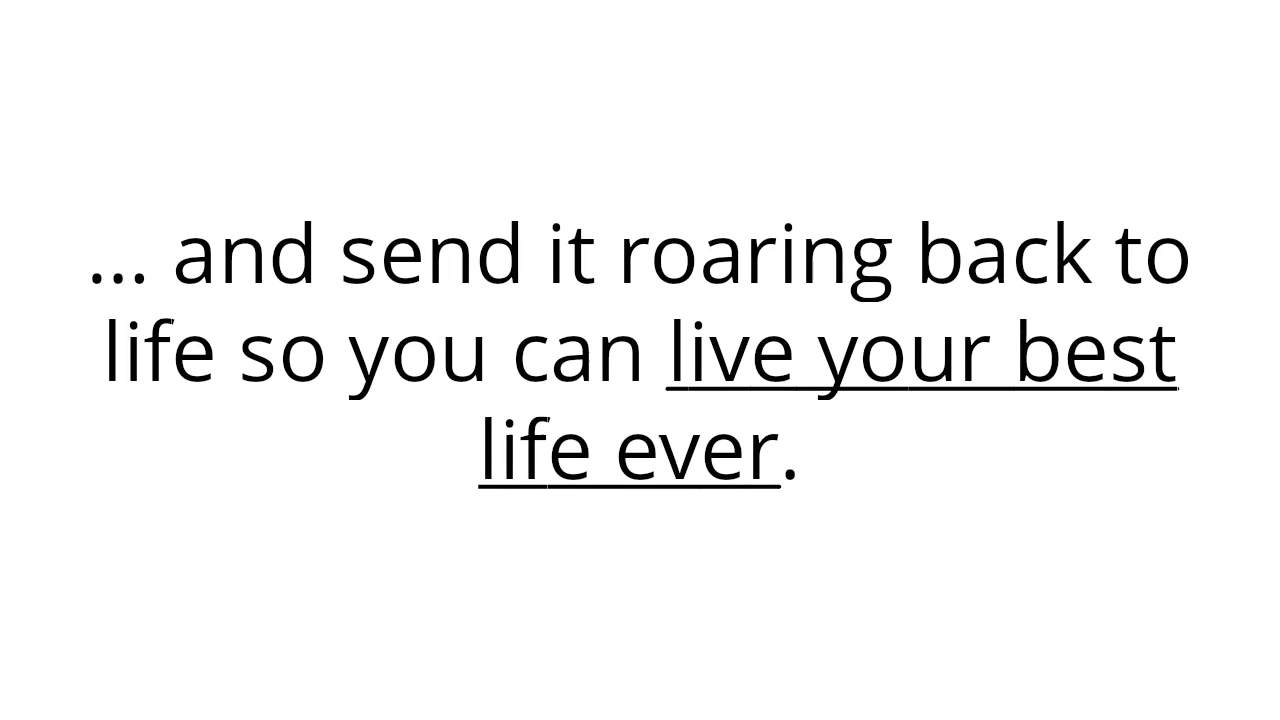 ... and send it roaring back to
life so you can live your best
life ever.